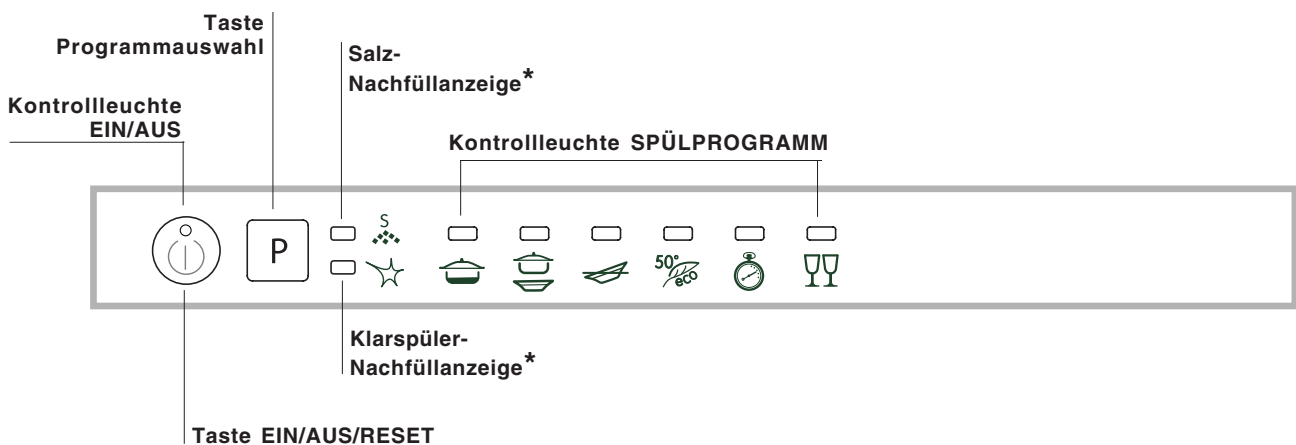 Taste
Programmauswahl
Salz-
Nachfüllanzeige*
Kontrollleuchte
EIN/AUS
Kontrollleuchte SPÜLPROGRAMM
P
S
50°
eco
Klarspüler-
Nachfüllanzeige*
Taste EIN/AUS/RESET